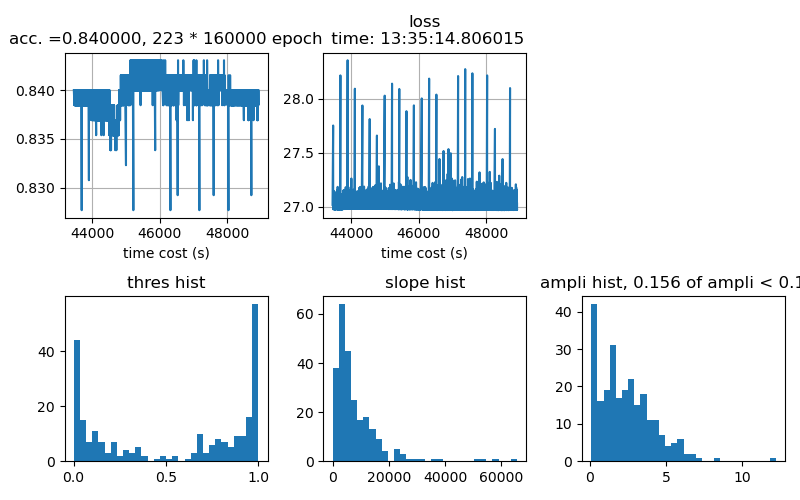 loss
acc. =0.840000, 223 * 160000 epoch time: 13:35:14.806015
0.840
0.835
0.830
44000 46000 48000
time cost (s)
28.0
27.5
27.0
44000 46000 48000
time cost (s)
thres hist
40
20
0
0.0 0.5 1.0
slope hist
60
40
20
0
0 20000 40000 60000
ampli hist, 0.156 of ampli < 0.1
40
30
20
10
0
0 5 10